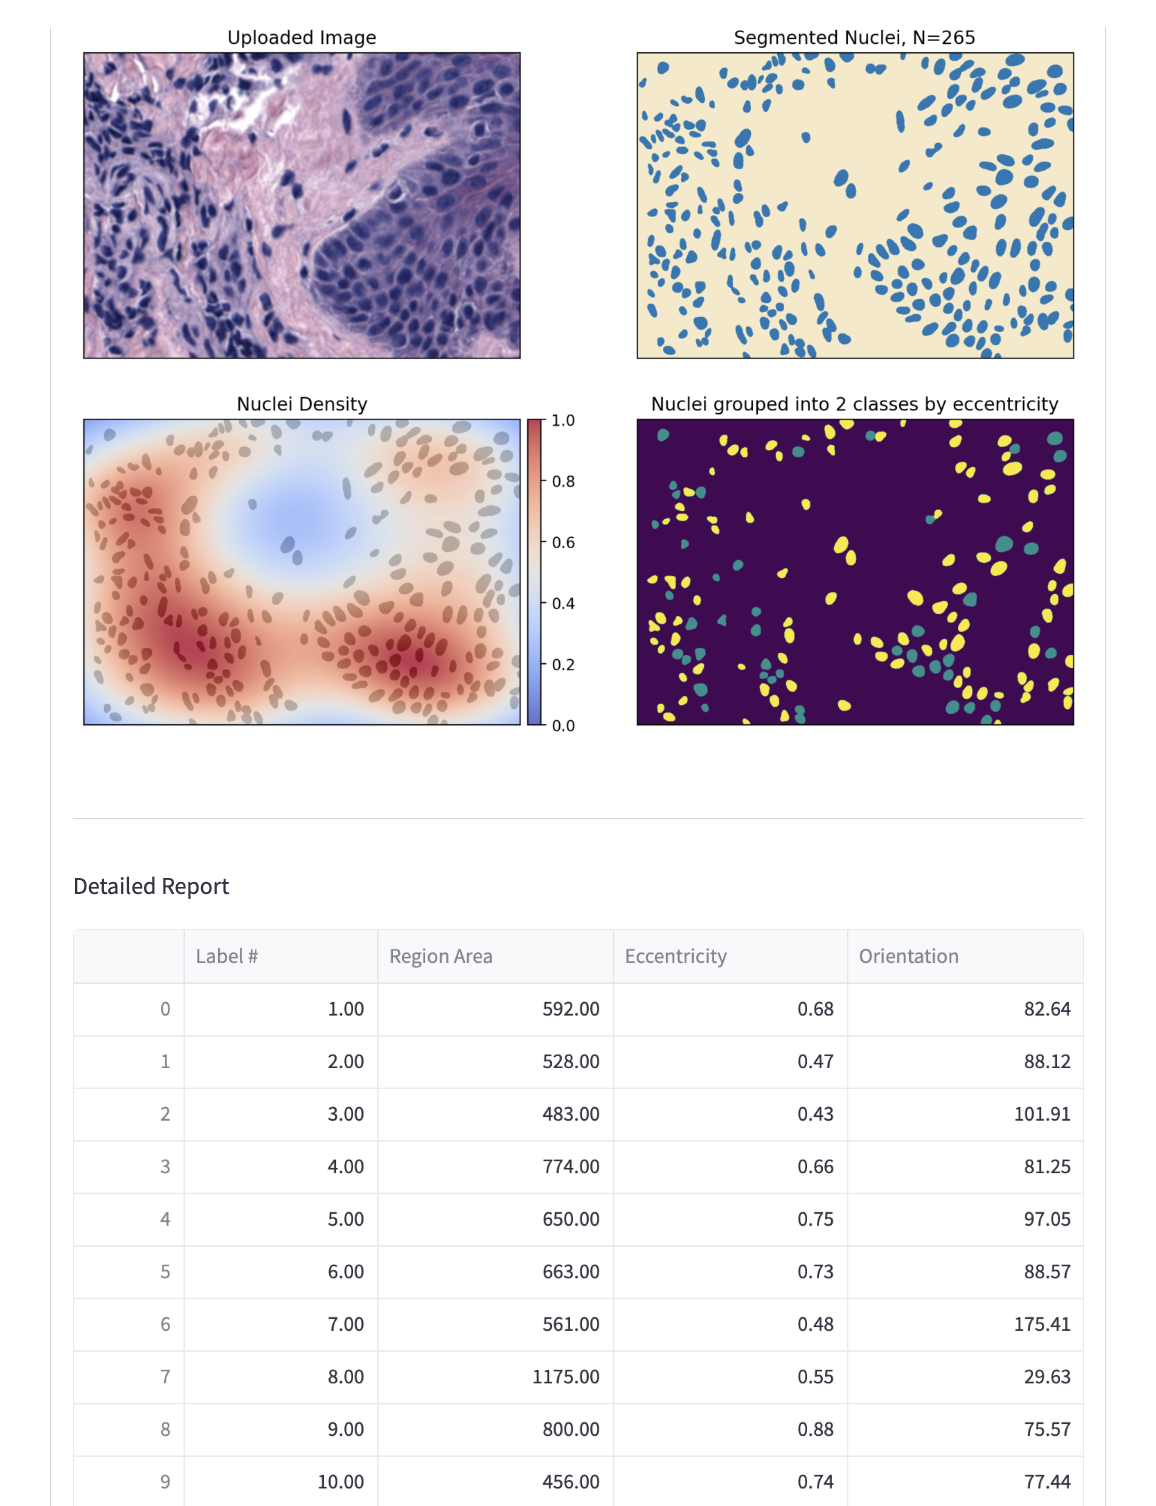 Uploaded Image
Segmented Nuclei, N=265
Nuclei Density
Nuclei grouped into 2 classes by eccentricity
1.0
0.8
0.6
0.4
0.2
0.0
Detailed Report
Label # Region Area Eccentricity Orientation
0 1.00 592.00 0.68 82.64
1 2.00 528.00 0.47 88.12
2 3.00 483.00 0.43 101.91
3 4.00 774.00 0.66 81.25
4 5.00 650.00 0.75 97.05
5 6.00 663.00 0.73 88.57
6 7.00 561.00 0.48 175.41
7 8.00 1175.00 0.55 29.63
8 9.00 800.00 0.88 75.57
9 10.00 456.00 0.74 77.44